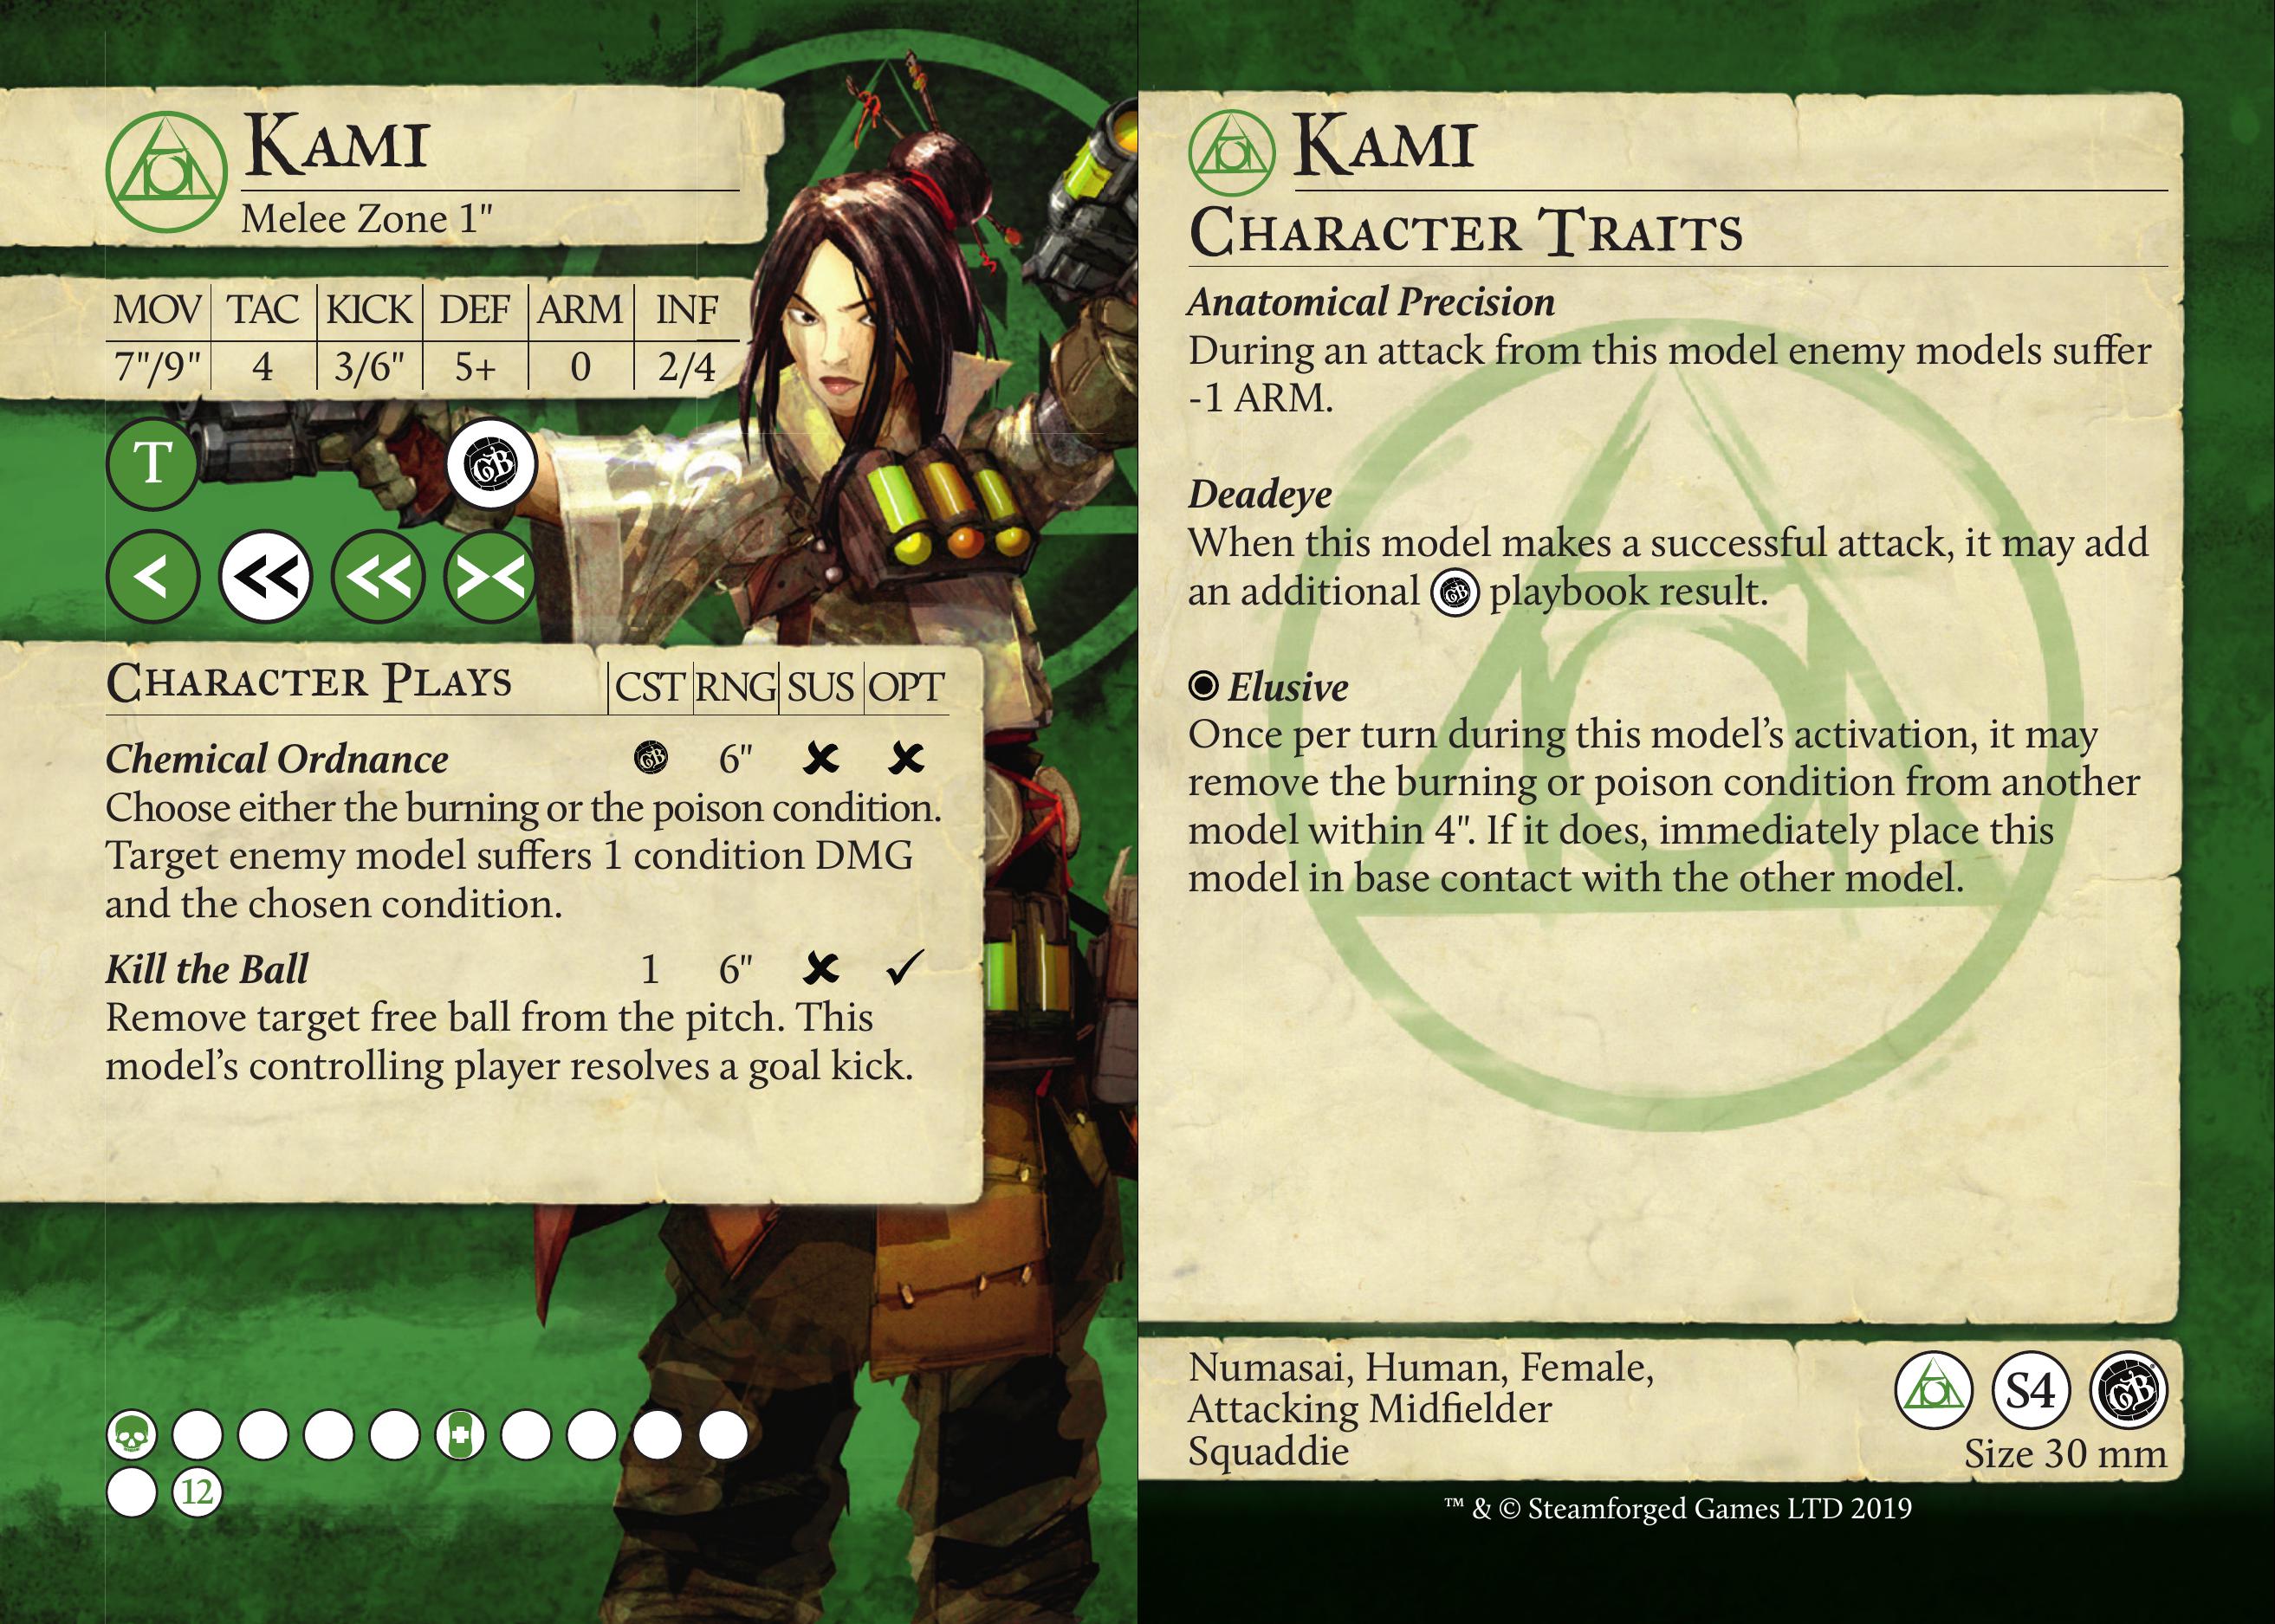 Kami
Melee Zone 1"
MOV TAC KICK DEF ARM INF
7"/9" 4 3/6" 5+ 0 2/4
T GB
< << << ><
Character Plays CST RNG SUS OPT
Chemical Ordnance GB 6" ✘ ✘
Choose either the burning or the poison condition.
Target enemy model suffers 1 condition DMG
and the chosen condition.
Kill the Ball 1 6" ✘ ✓
Remove target free ball from the pitch. This
model's controlling player resolves a goal kick.
12
Kami
Character Traits
Anatomical Precision
During an attack from this model enemy models suffer
-1 ARM.
Deadeye
When this model makes a successful attack, it may add
an additional GB playbook result.
Elusive
Once per turn during this model's activation, it may
remove the burning or poison condition from another
model within 4". If it does, immediately place this
model in base contact with the other model.
Numasai, Human, Female,
Attacking Midfielder
Squaddie
S4 GB
Size 30 mm
™ & © Steamforged Games LTD 2019